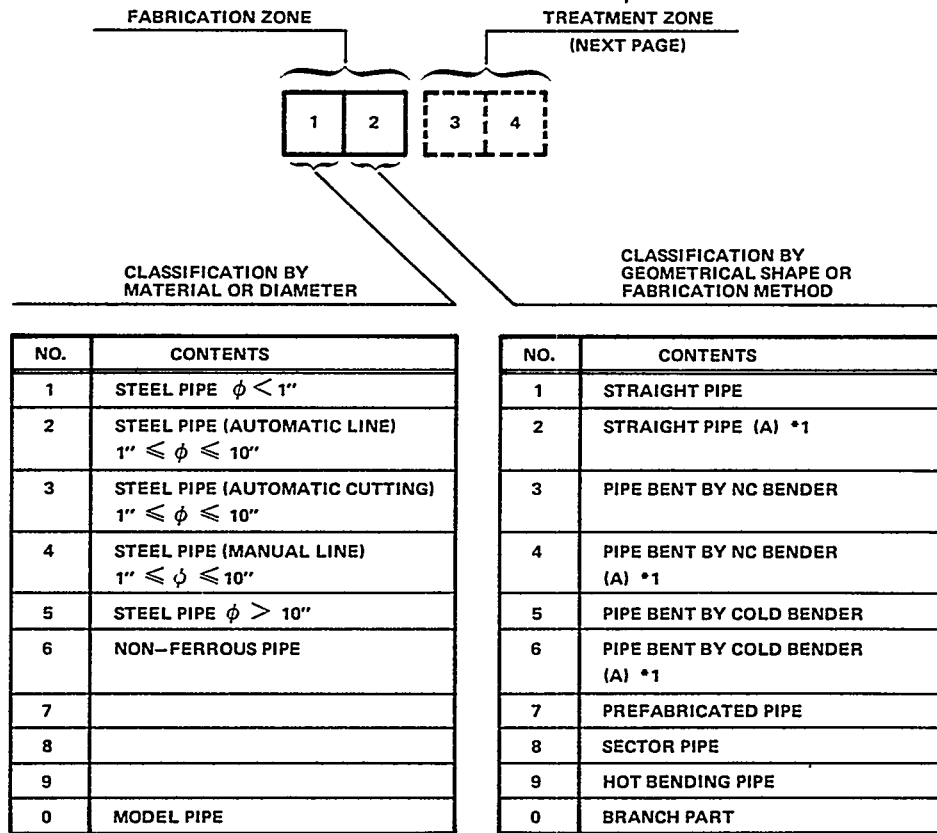 FABRICATION ZONE
TREATMENT ZONE
(NEXT PAGE)
1 2 3 4
CLASSIFICATION BY
MATERIAL OR DIAMETER
CLASSIFICATION BY
GEOMETRICAL SHAPE OR
FABRICATION METHOD
NO. CONTENTS
1 STEEL PIPE ϕ < 1"
2 STEEL PIPE (AUTOMATIC LINE)
1" ≤ ϕ ≤ 10"
3 STEEL PIPE (AUTOMATIC CUTTING)
1" ≤ ϕ ≤ 10"
4 STEEL PIPE (MANUAL LINE)
1" ≤ ϕ ≤ 10"
5 STEEL PIPE ϕ > 10"
6 NON-FERROUS PIPE
7
8
9
0 MODEL PIPE
NO. CONTENTS
1 STRAIGHT PIPE
2 STRAIGHT PIPE (A) *1
3 PIPE BENT BY NC BENDER
4 PIPE BENT BY NC BENDER
(A) *1
5 PIPE BENT BY COLD BENDER
6 PIPE BENT BY COLD BENDER
(A) *1
7 PREFABRICATED PIPE
8 SECTOR PIPE
9 HOT BENDING PIPE
0 BRANCH PART